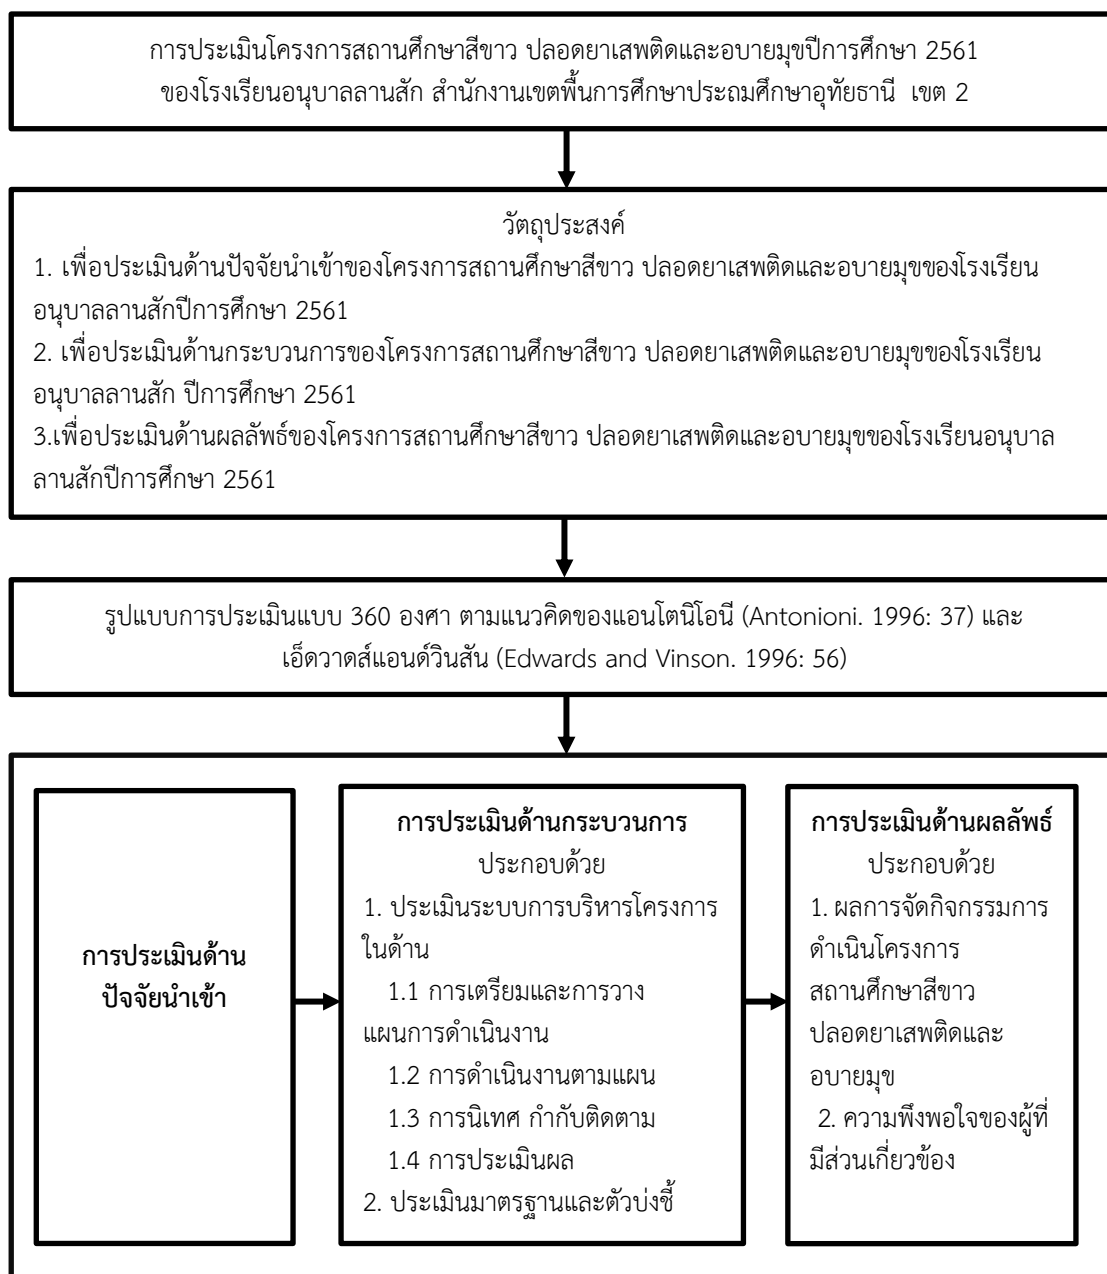 การประเมินโครงการสถานศึกษาสีขาว ปลอดยาเสพติดและอบายมุขปีการศึกษา 2561
ของโรงเรียนอนุบาลลานสัก สำนักงานเขตพื้นการศึกษาประถมศึกษาอุทัยธานี เขต 2
วัตถุประสงค์
1. เพื่อประเมินด้านปัจจัยนำเข้าของโครงการสถานศึกษาสีขาว ปลอดยาเสพติดและอบายมุขของโรงเรียน
อนุบาลลานสักปีการศึกษา 2561
2. เพื่อประเมินด้านกระบวนการของโครงการสถานศึกษาสีขาว ปลอดยาเสพติดและอบายมุขของโรงเรียน
อนุบาลลานสัก ปีการศึกษา 2561
3.เพื่อประเมินด้านผลลัพธ์ของโครงการสถานศึกษาสีขาว ปลอดยาเสพติดและอบายมุขของโรงเรียนอนุบาล
ลานสักปีการศึกษา 2561
รูปแบบการประเมินแบบ 360 องศา ตามแนวคิดของแอนโตนิโอนี (Antonioni. 1996: 37) และ
เอ็ดวาดส์แอนด์วินสัน (Edwards and Vinson. 1996: 56)
การประเมินด้าน
ปัจจัยนำเข้า
การประเมินด้านกระบวนการ
ประกอบด้วย
1. ประเมินระบบการบริหารโครงการ
ในด้าน
1.1 การเตรียมและการวาง
แผนการดำเนินงาน
1.2 การดำเนินงานตามแผน
1.3 การนิเทศ กำกับติดตาม
1.4 การประเมินผล
2. ประเมินมาตรฐานและตัวบ่งชี้
การประเมินด้านผลลัพธ์
ประกอบด้วย
1. ผลการจัดกิจกรรมการ
ดำเนินโครงการ
สถานศึกษาสีขาว
ปลอดยาเสพติดและ
อบายมุข
2. ความพึงพอใจของผู้ที่
มีส่วนเกี่ยวข้อง